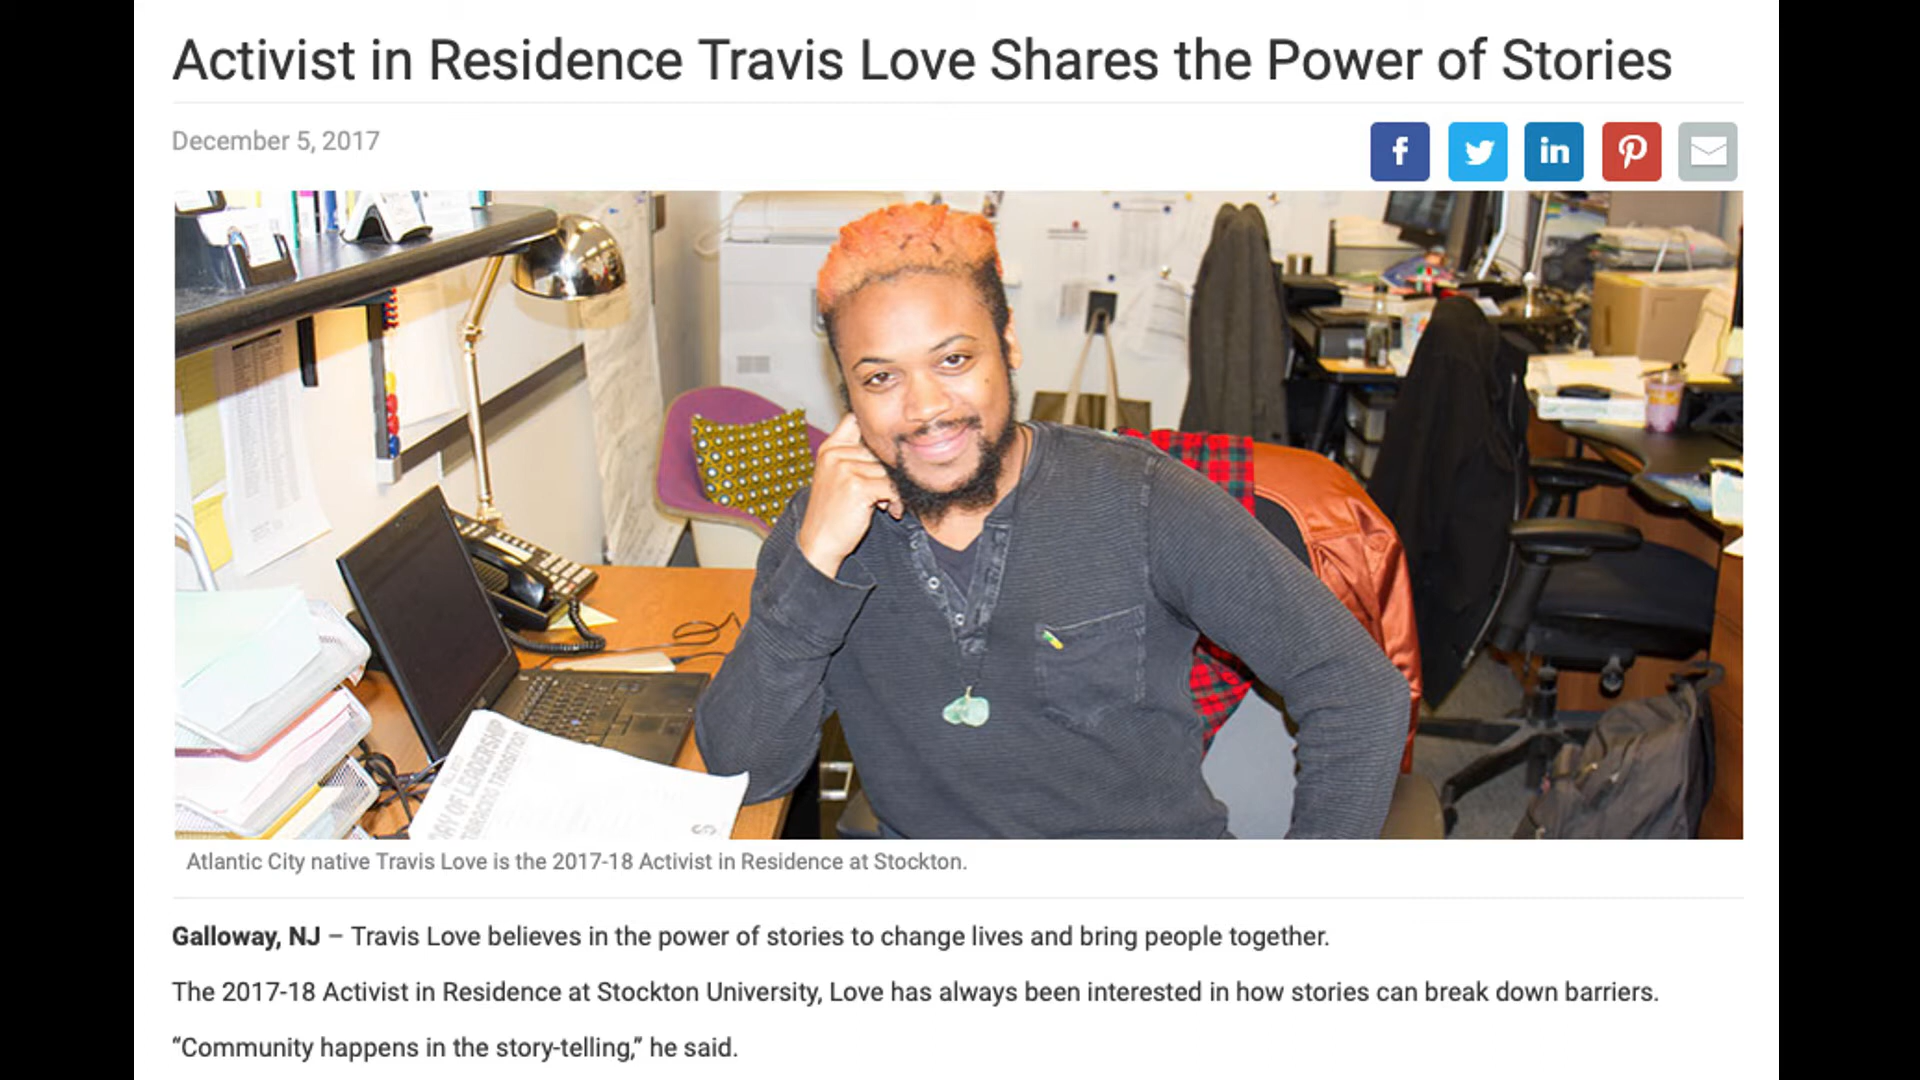 Activist in Residence Travis Love Shares the Power of Stories
December 5, 2017
DAY OF LEADERSHIP
Atlantic City native Travis Love is the 2017-18 Activist in Residence at Stockton.
Galloway, NJ – Travis Love believes in the power of stories to change lives and bring people together.
The 2017-18 Activist in Residence at Stockton University, Love has always been interested in how stories can break down barriers.
“Community happens in the story-telling,” he said.